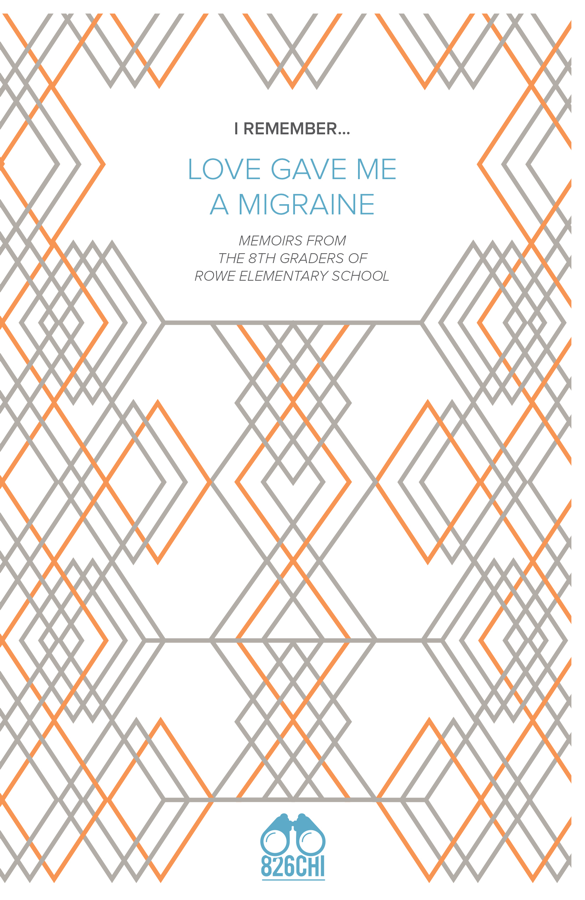 I REMEMBER...
LOVE GAVE ME
A MIGRAINE
MEMOIRS FROM
THE 8TH GRADERS OF
ROWE ELEMENTARY SCHOOL
826CHI